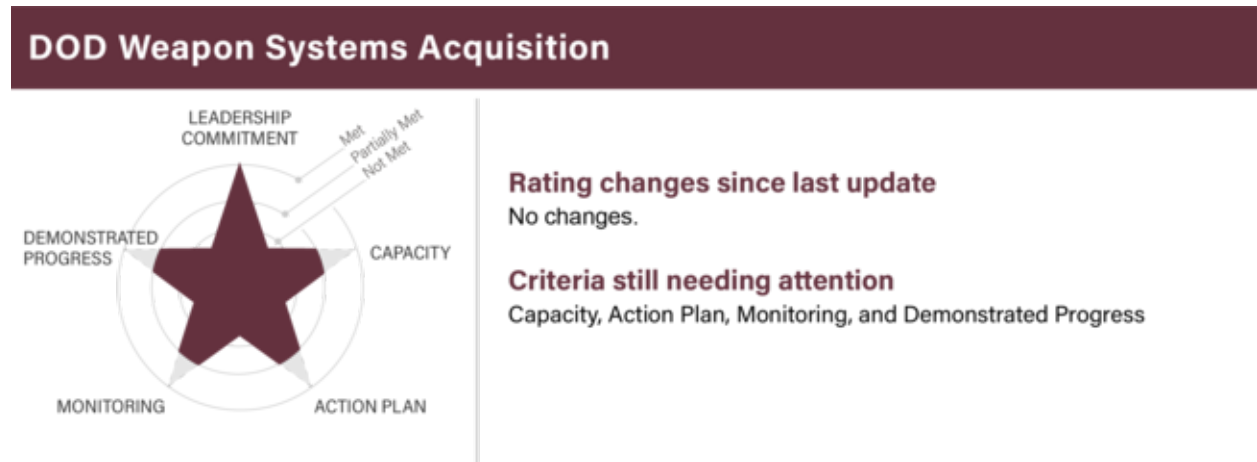 DOD Weapon Systems Acquisition
LEADERSHIP
COMMITMENT
Met
Partially Met
Not Met
DEMONSTRATED
PROGRESS
CAPACITY
MONITORING
ACTION PLAN
Rating changes since last update
No changes.
Criteria still needing attention
Capacity, Action Plan, Monitoring, and Demonstrated Progress